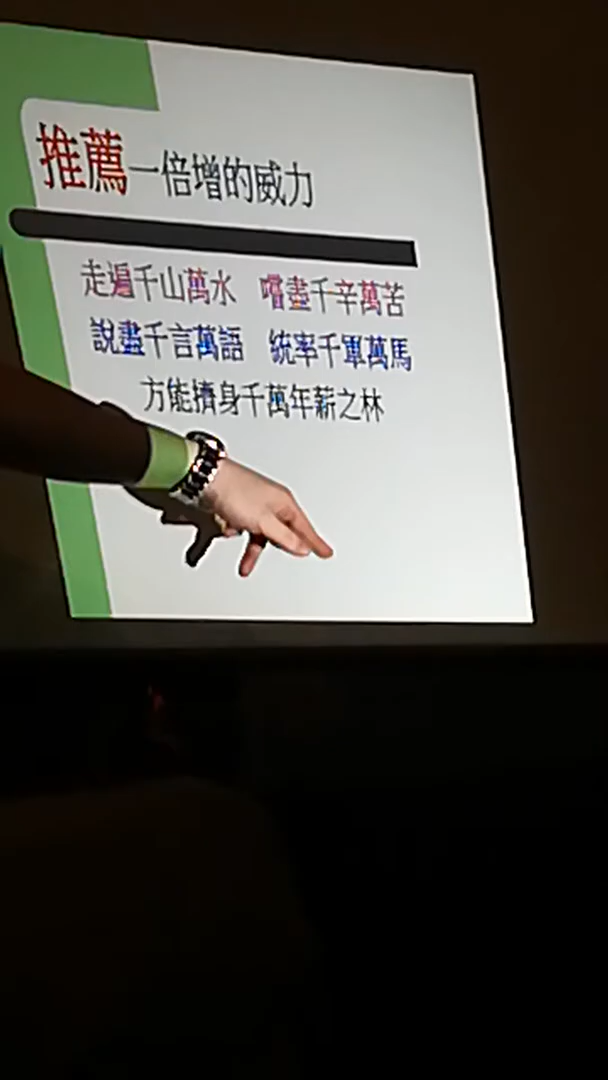 推薦一倍增的威力
走遍千山萬水 嚐盡千辛萬苦
說盡千言萬語 統率千軍萬馬
方能擠身千萬年薪之林